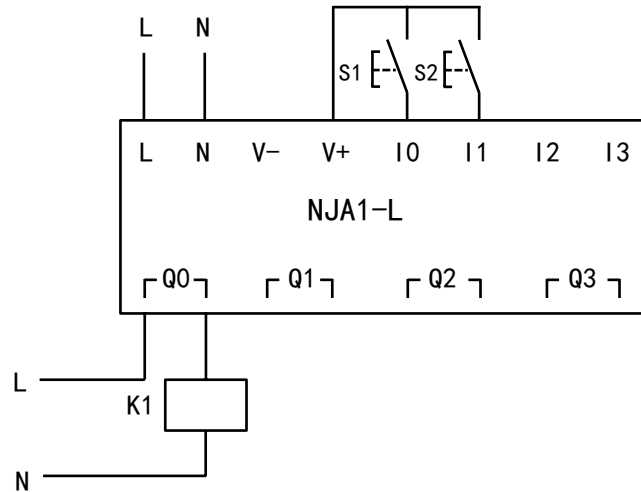 L N
S1 S2
L N V- V+ I0 I1 I2 I3
NJA1-L
Q0 Q1 Q2 Q3
L
K1
N